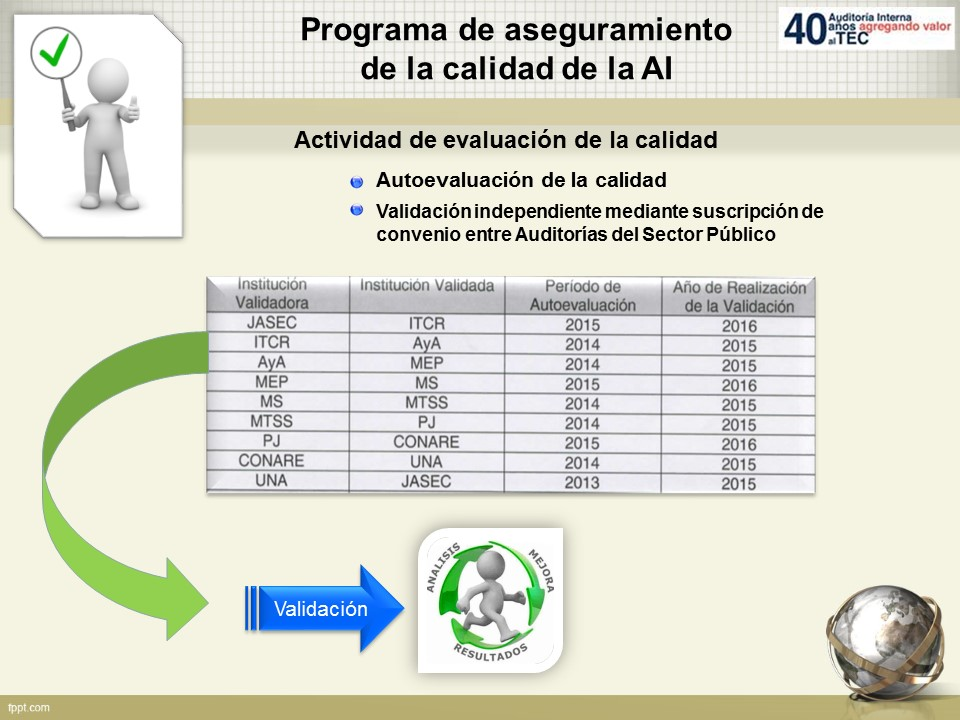 Programa de aseguramiento
de la calidad de la AI
40 Auditoría Interna
años agregando valor
al TEC
Actividad de evaluación de la calidad
Autoevaluación de la calidad
Validación independiente mediante suscripción de
convenio entre Auditorías del Sector Público
Institución Validadora Institución Validada Período de Autoevaluación Año de Realización de la Validación
JASEC ITCR 2015 2016
ITCR AyA 2014 2015
AyA MEP 2014 2015
MEP MS 2015 2016
MS MTSS 2014 2015
MTSS PJ 2014 2015
PJ CONARE 2015 2016
CONARE UNA 2014 2015
UNA JASEC 2013 2015
Validación
ANALISIS
MEJORA
RESULTADOS
fppt.com